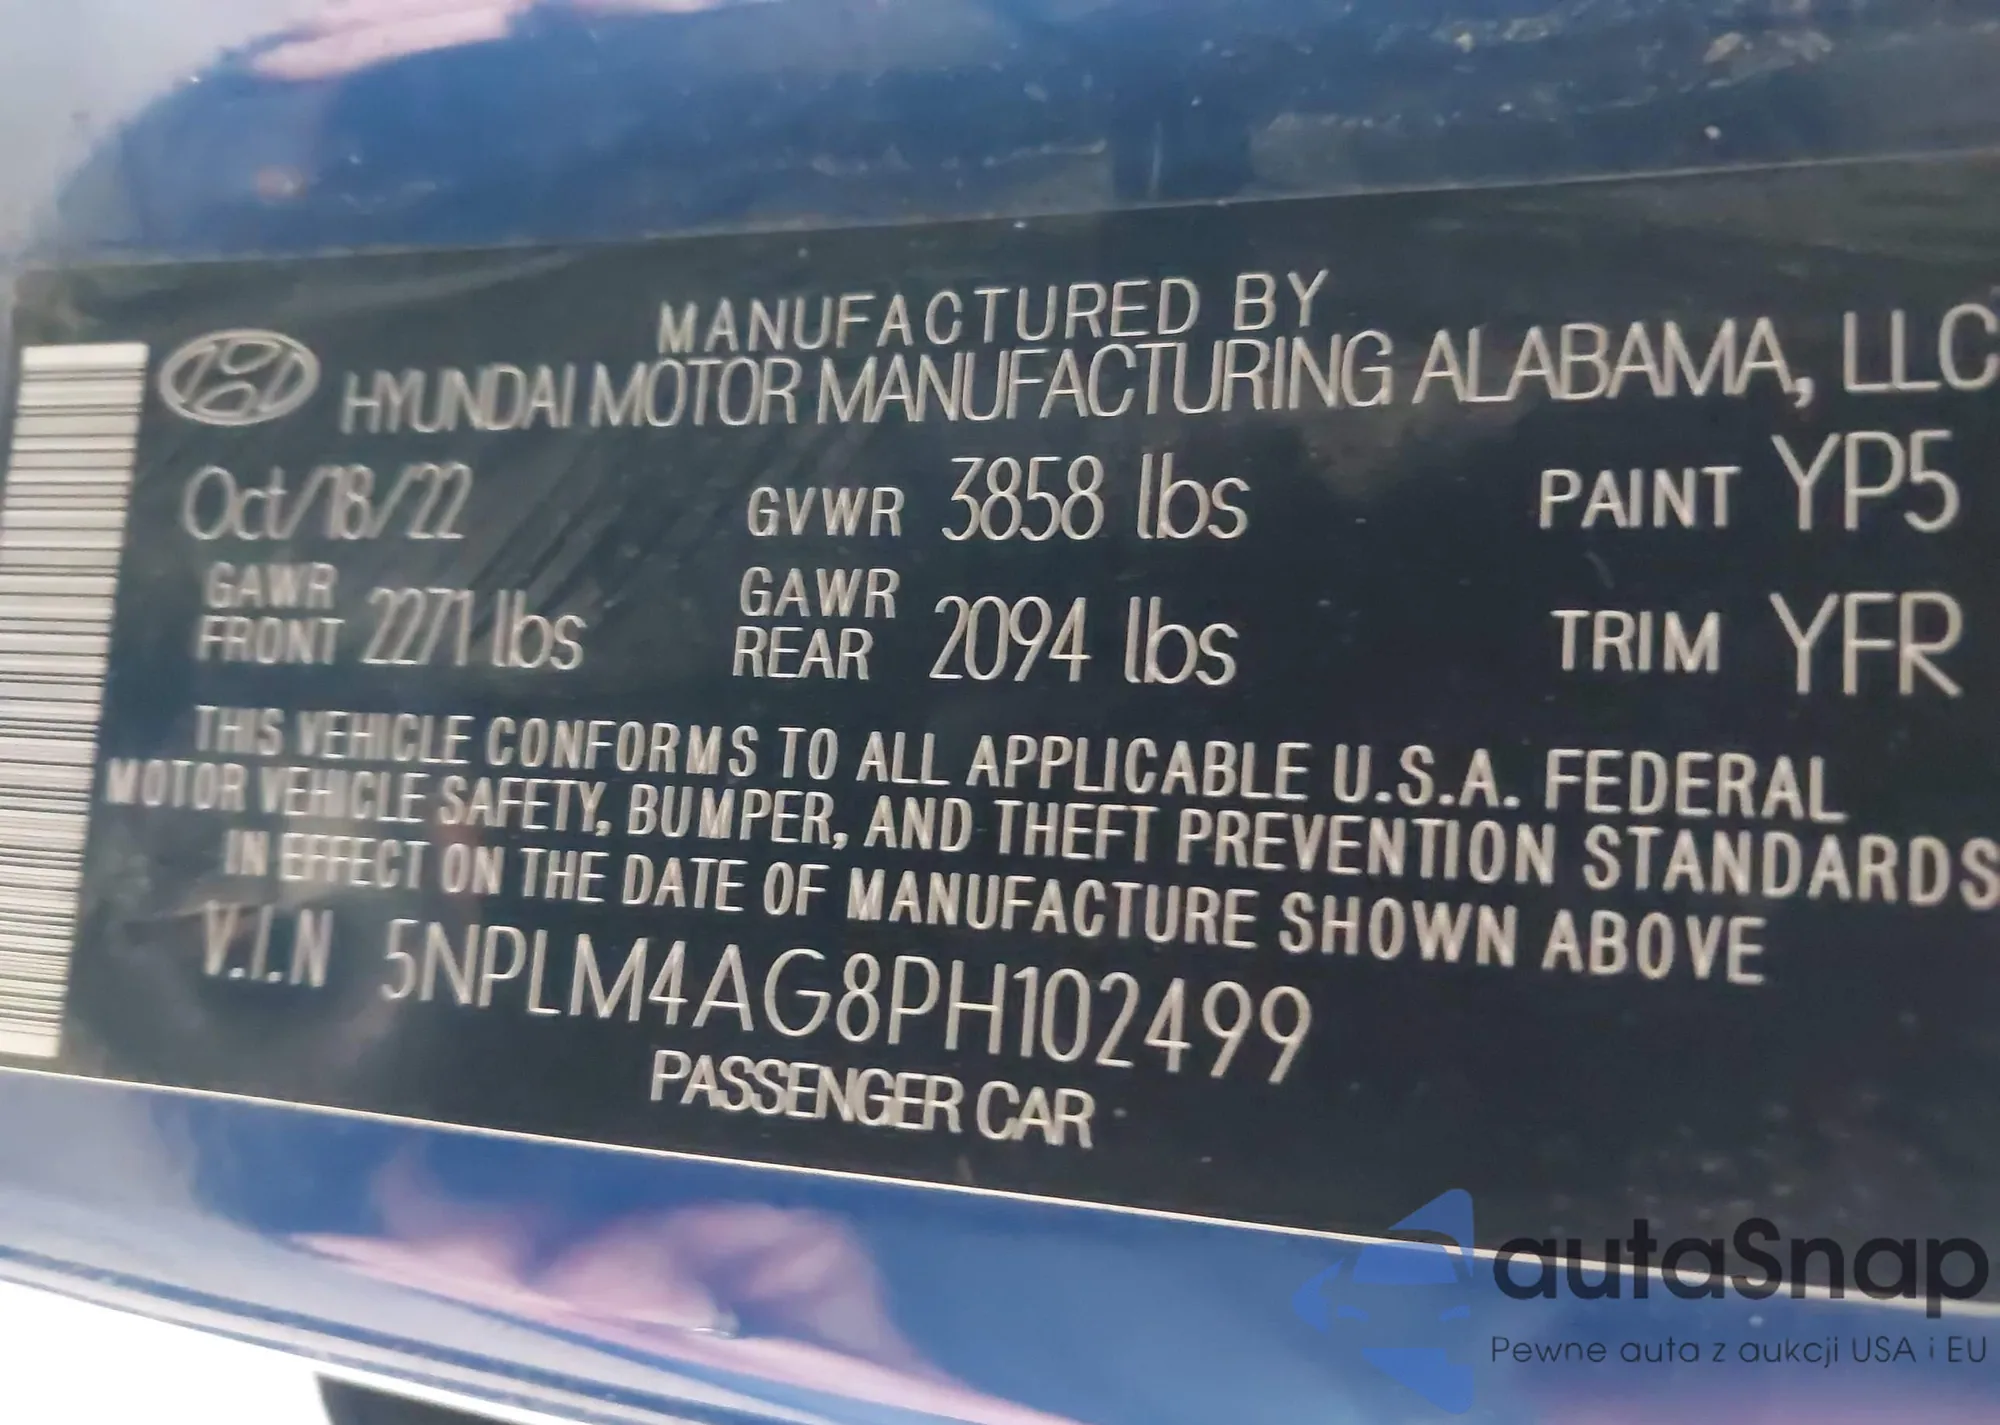 MANUFACTURED BY
HYUNDAI MOTOR MANUFACTURING ALABAMA, LLC
Oct/18/22 GVWR 3858 lbs PAINT YP5
GAWR FRONT 2271 lbs GAWR REAR 2094 lbs TRIM YFR
THIS VEHICLE CONFORMS TO ALL APPLICABLE U.S.A. FEDERAL
MOTOR VEHICLE SAFETY, BUMPER, AND THEFT PREVENTION STANDARDS
IN EFFECT ON THE DATE OF MANUFACTURE SHOWN ABOVE
V.I.N 5NPLM4AG8PH102499
PASSENGER CAR
autaSnap
Pewne auta z aukcji USA i EU